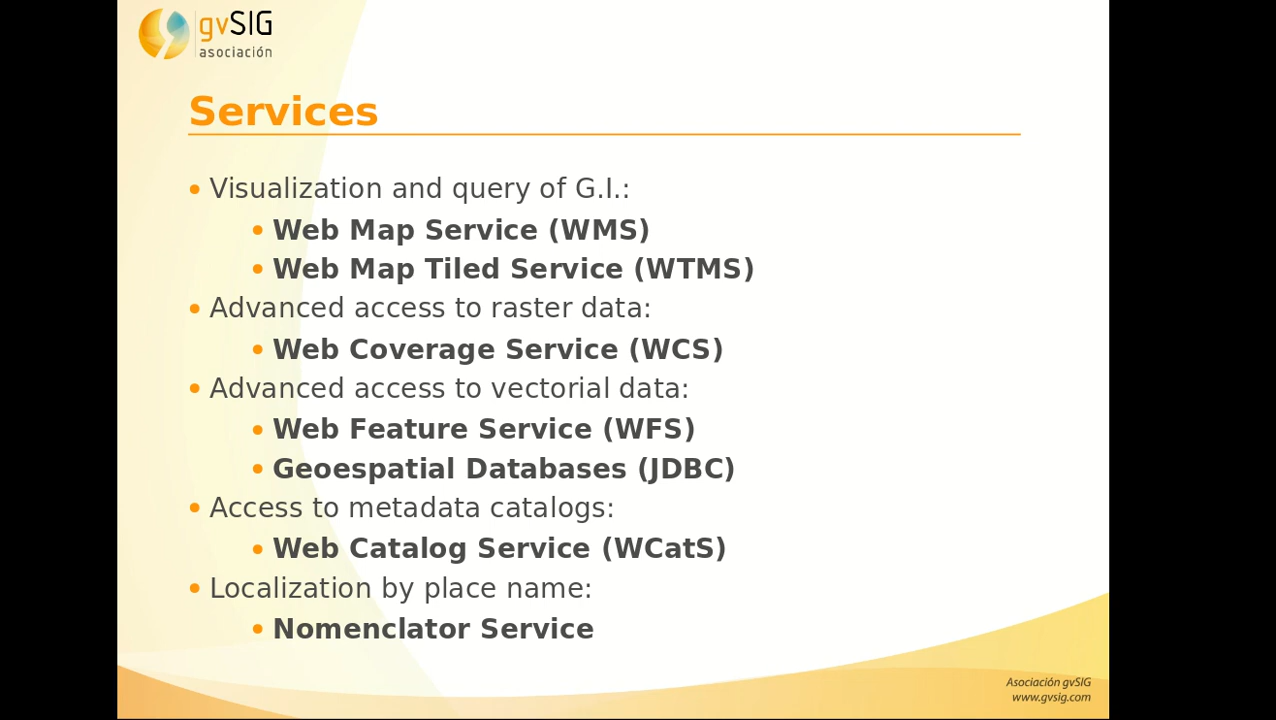 gvSIG
asociación
Services
Visualization and query of G.I.:
Web Map Service (WMS)
Web Map Tiled Service (WTMS)
Advanced access to raster data:
Web Coverage Service (WCS)
Advanced access to vectorial data:
Web Feature Service (WFS)
Geoespatial Databases (JDBC)
Access to metadata catalogs:
Web Catalog Service (WCatS)
Localization by place name:
Nomenclator Service
Asociación gvSIG
www.gvsig.com